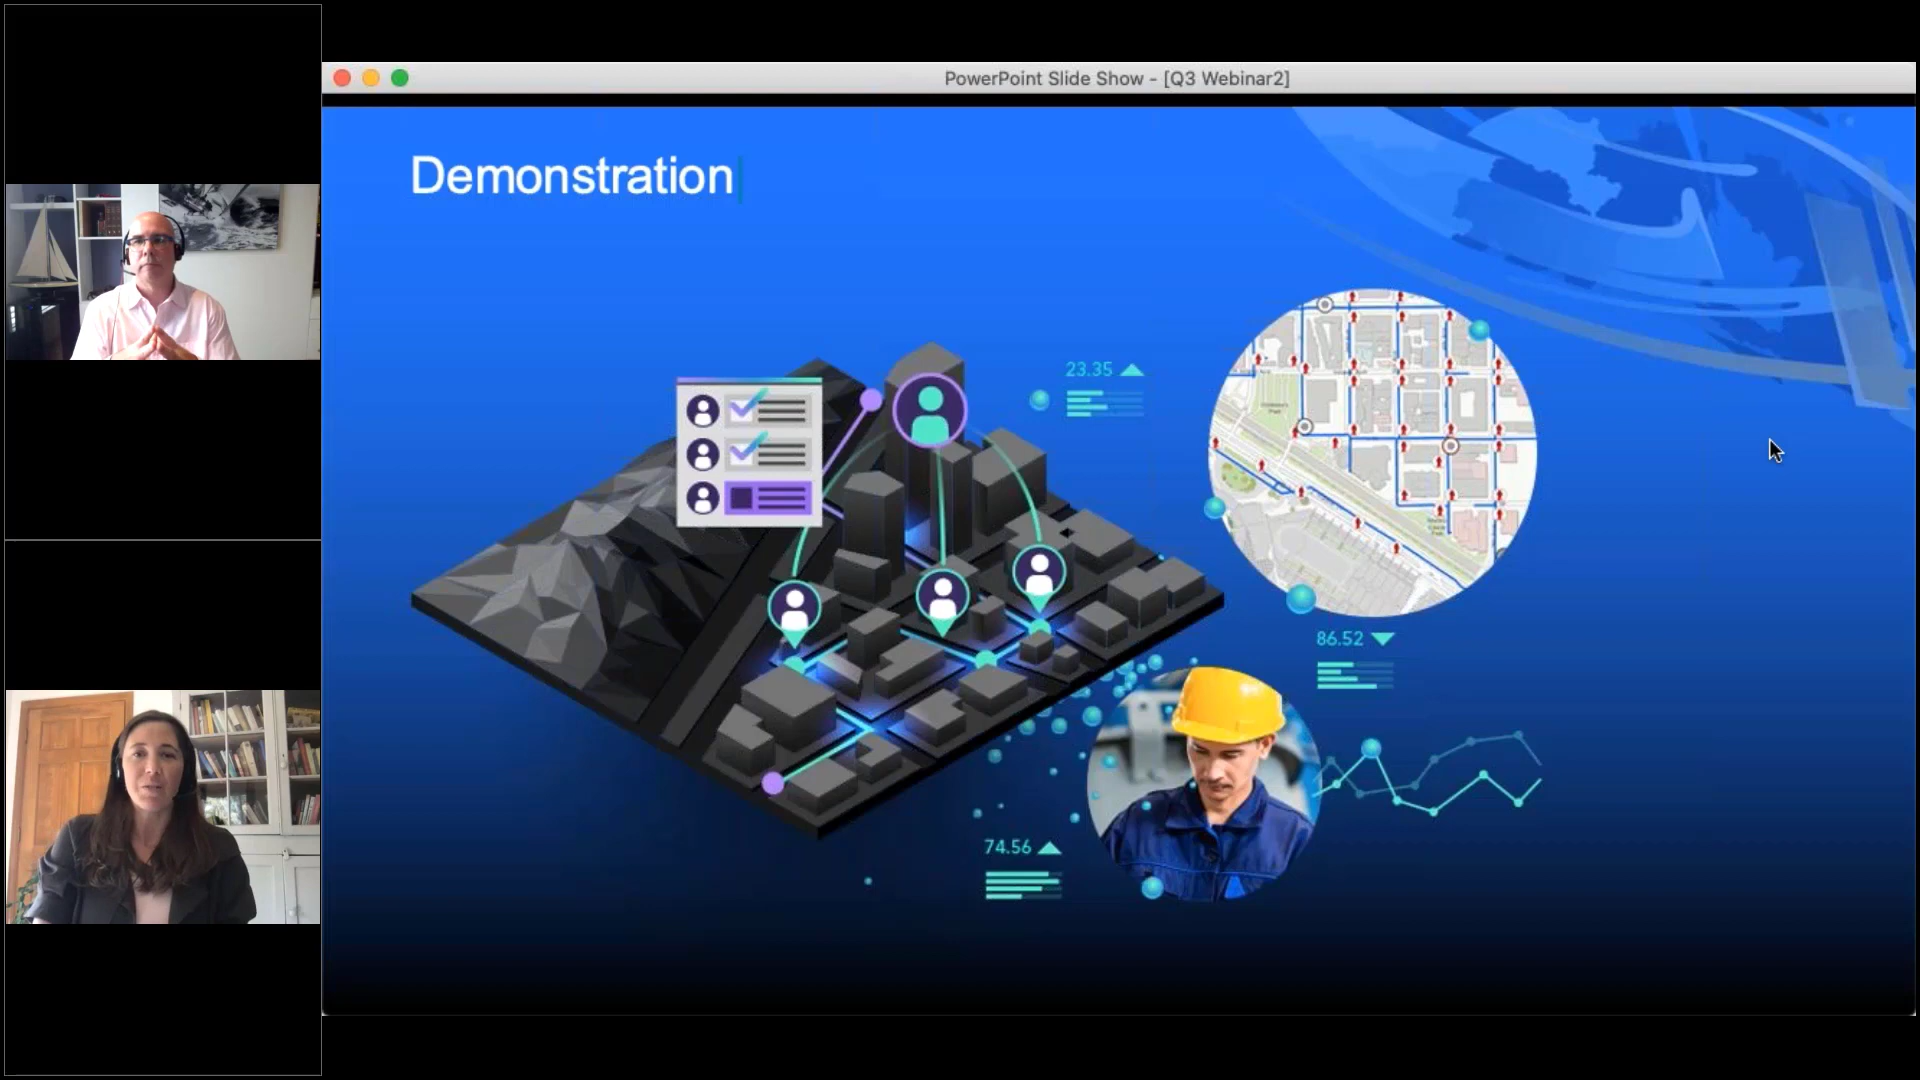 PowerPoint Slide Show - [Q3 Webinar2]
Demonstration
23.35
86.52
74.56